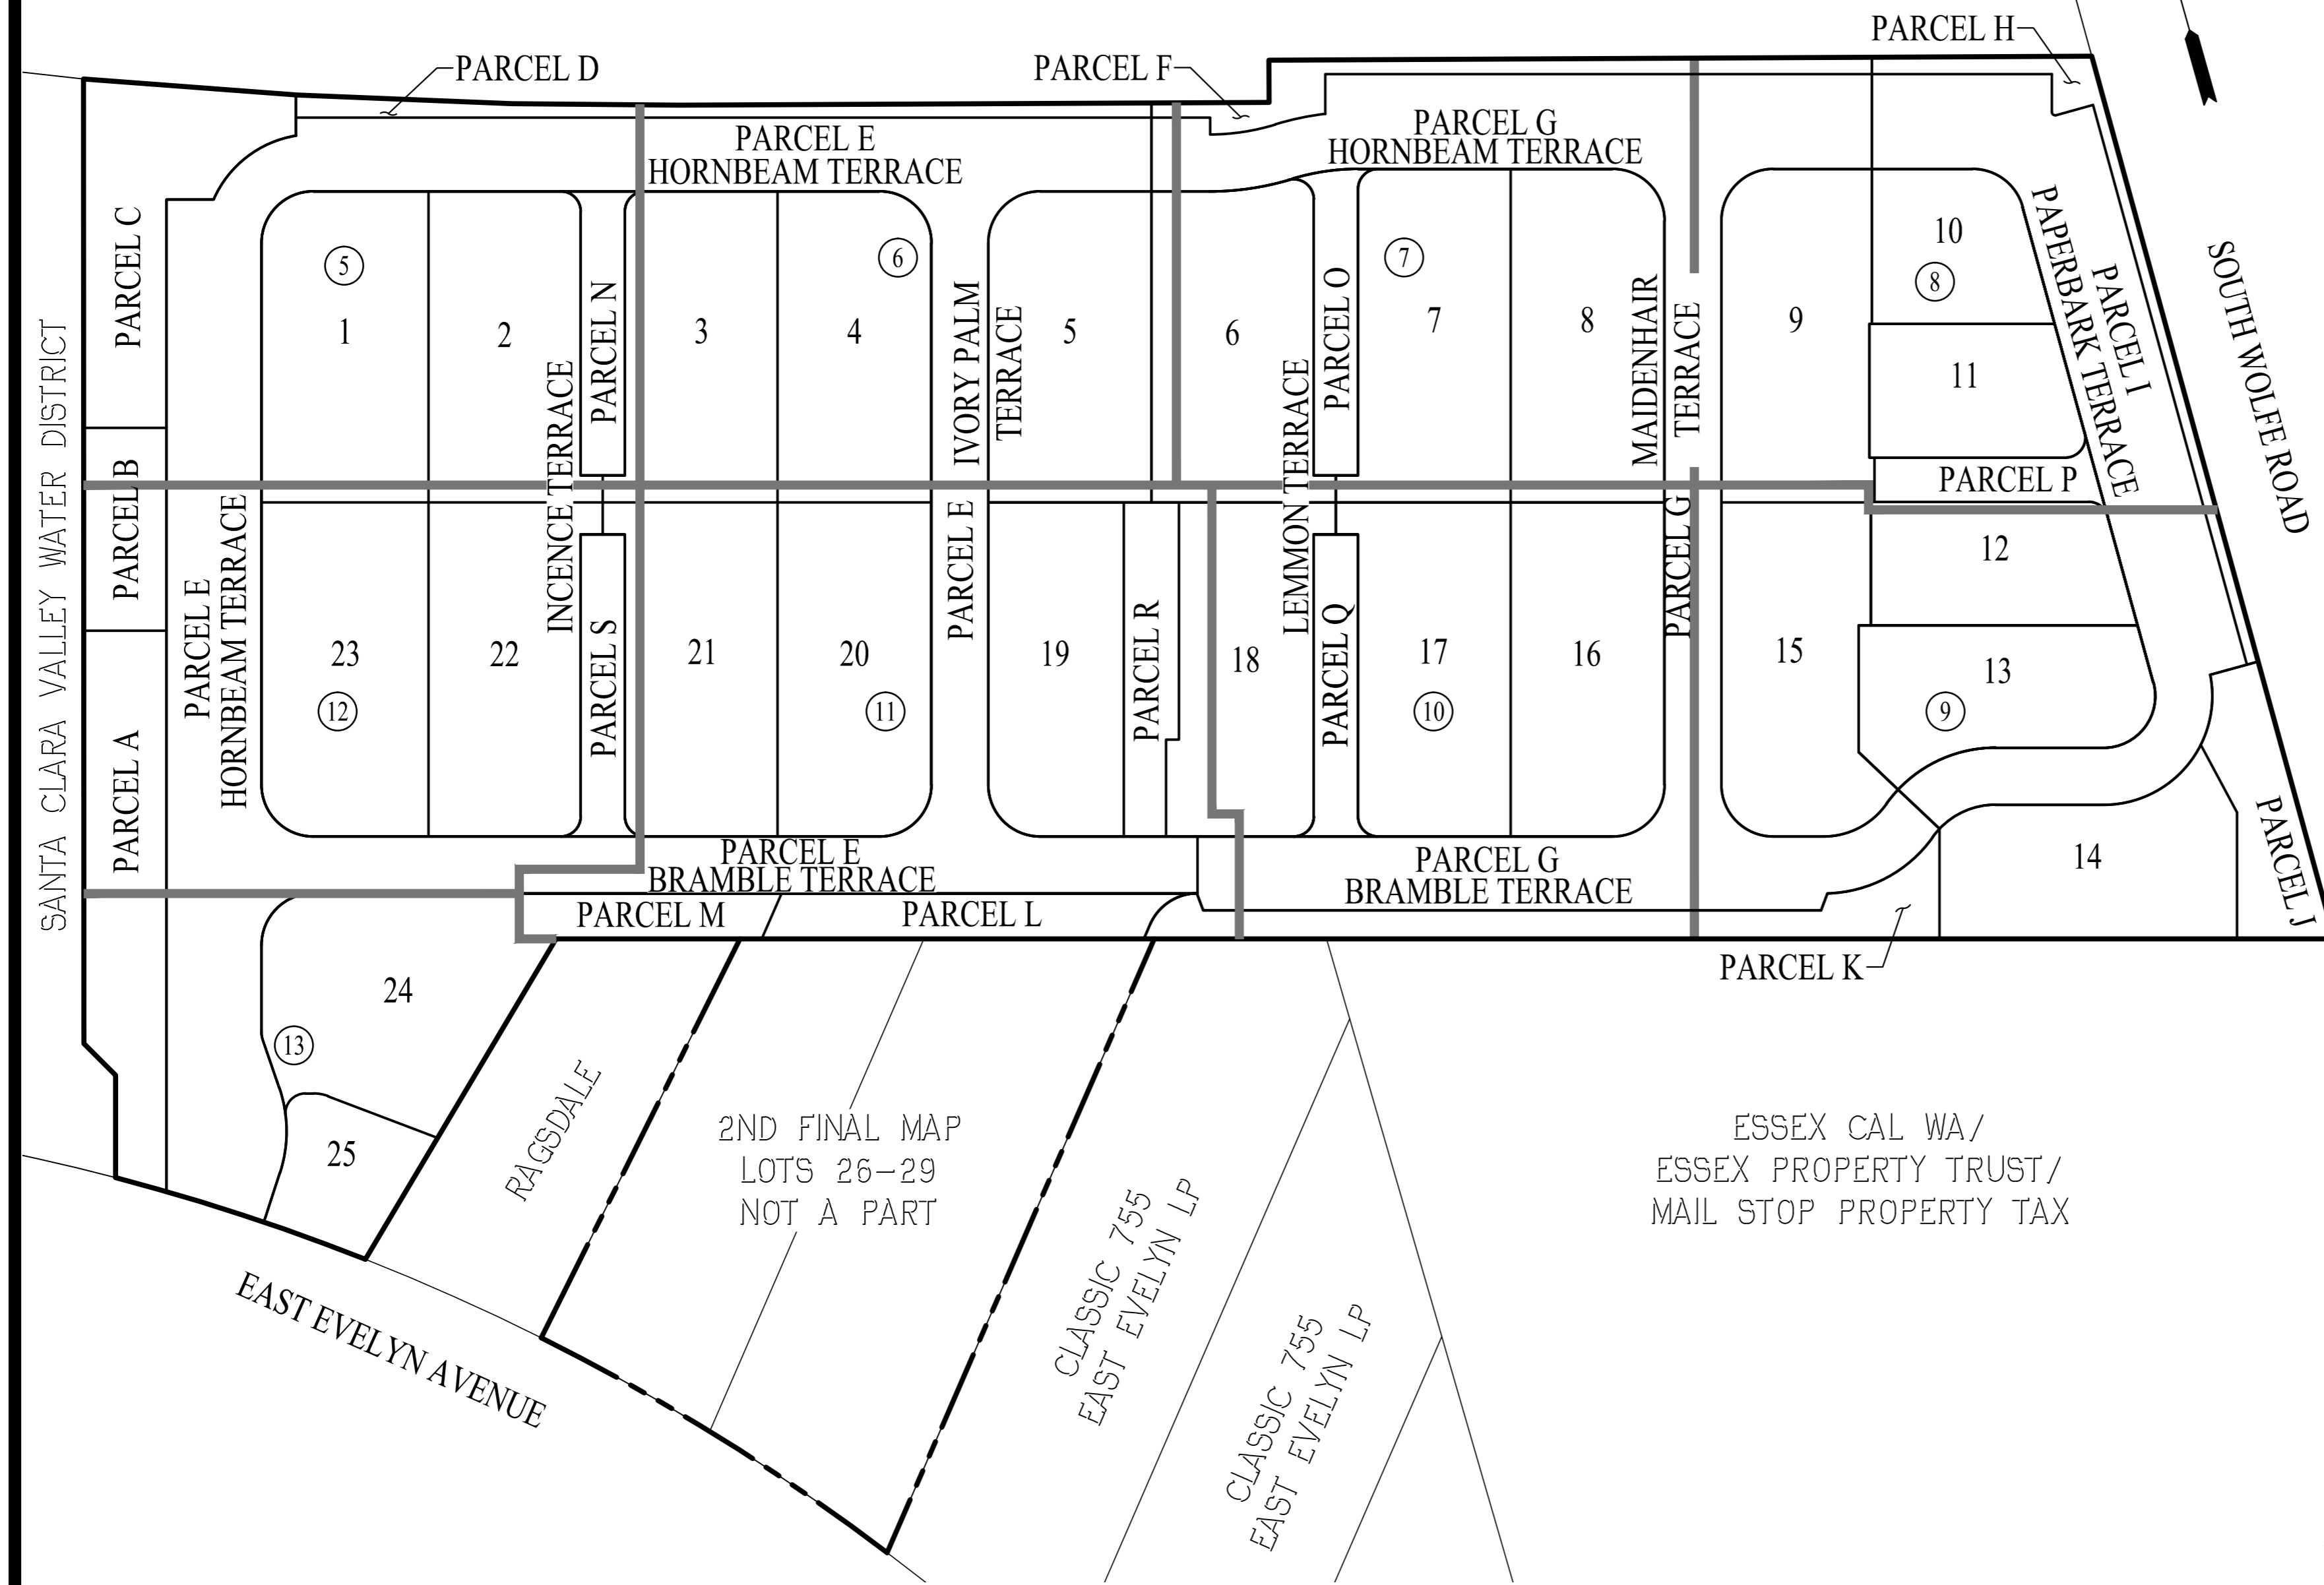 PARCEL H
PARCEL D
PARCEL F
PARCEL E
HORNBEAM TERRACE
PARCEL G
HORNBEAM TERRACE
PARCEL C
5
6
7
10
8
1
2
PARCEL N
3
4
IVORY PALM
TERRACE
5
6
PARCEL O
7
8
MAIDENHAIR
TERRACE
9
11
PAPERBARK TERRACE
PARCEL I
SOUTH WOLFE ROAD
SANTA CLARA VALLEY WATER DISTRICT
PARCEL B
INCENCE TERRACE
LEMMON TERRACE
PARCEL P
PARCEL E
HORNBEAM TERRACE
PARCEL E
PARCEL G
12
23
22
PARCEL S
21
20
19
PARCEL R
18
PARCEL Q
17
16
15
13
12
11
10
9
PARCEL A
PARCEL E
BRAMBLE TERRACE
PARCEL G
BRAMBLE TERRACE
14
PARCEL J
PARCEL M
PARCEL L
PARCEL K
24
13
25
RAGSDALE
2ND FINAL MAP
LOTS 26-29
NOT A PART
CLASSIC 755
EAST EVELYN LP
CLASSIC 755
EAST EVELYN LP
ESSEX CAL WA/
ESSEX PROPERTY TRUST/
MAIL STOP PROPERTY TAX
EAST EVELYN AVENUE